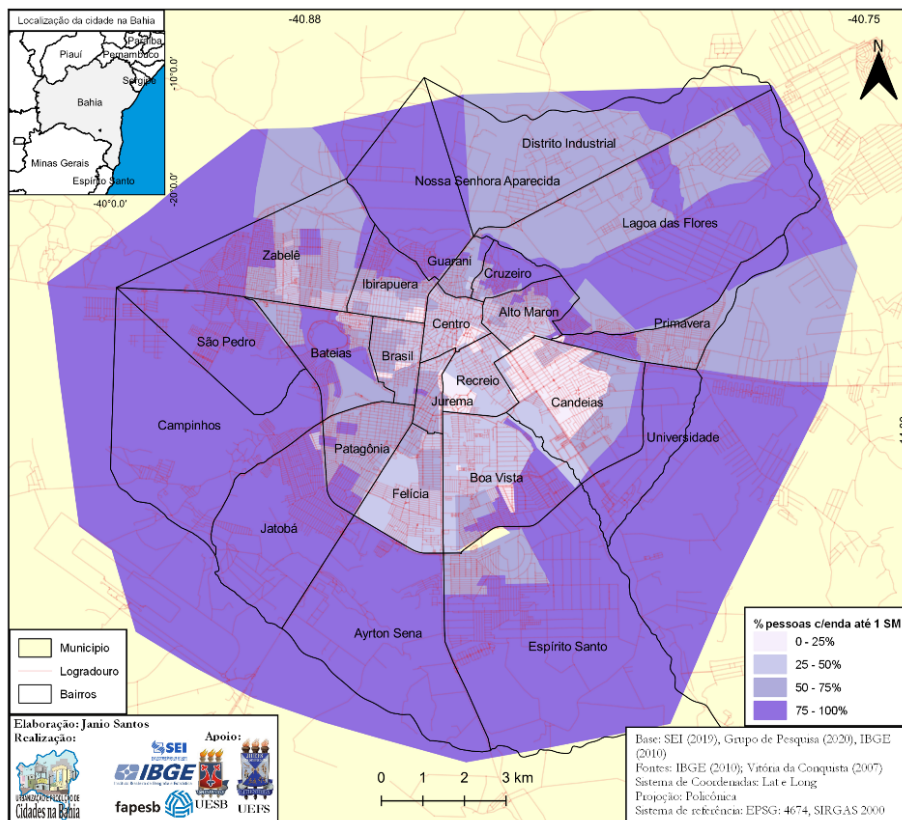 Localização da cidade na Bahia
Piauí
Paraíba
Pernambuco
Sergipe
Bahia
Minas Gerais
Espírito Santo
-40°0.0'
-10°0.0'
-20°0.0'
-40.88
-40.75
N
Distrito Industrial
Nossa Senhora Aparecida
Lagoa das Flores
Zabelê
Guarani
Cruzeiro
Ibirapuera
Alto Maron
Centro
Primavera
São Pedro
Bateias
Brasil
Recreio
Jurema
Candeias
Campinhos
Universidade
Patagônia
Boa Vista
Felícia
Jatobá
Ayrton Sena
Espírito Santo
Município
Logradouro
Bairros
% pessoas c/enda até 1 SM
0 - 25%
25 - 50%
50 - 75%
75 - 100%
Elaboração: Janio Santos
Realização:
Apoio:
SEI
IBGE
fapesb
UESB
UEFS
Cidades na Bahia
0 1 2 3 km
Base: SEI (2019), Grupo de Pesquisa (2020), IBGE
(2010)
Fontes: IBGE (2010); Vitória da Conquista (2007)
Sistema de Coordenadas: Lat e Long
Projoção: Policônica
Sistema de referência: EPSG: 4674, SIRGAS 2000